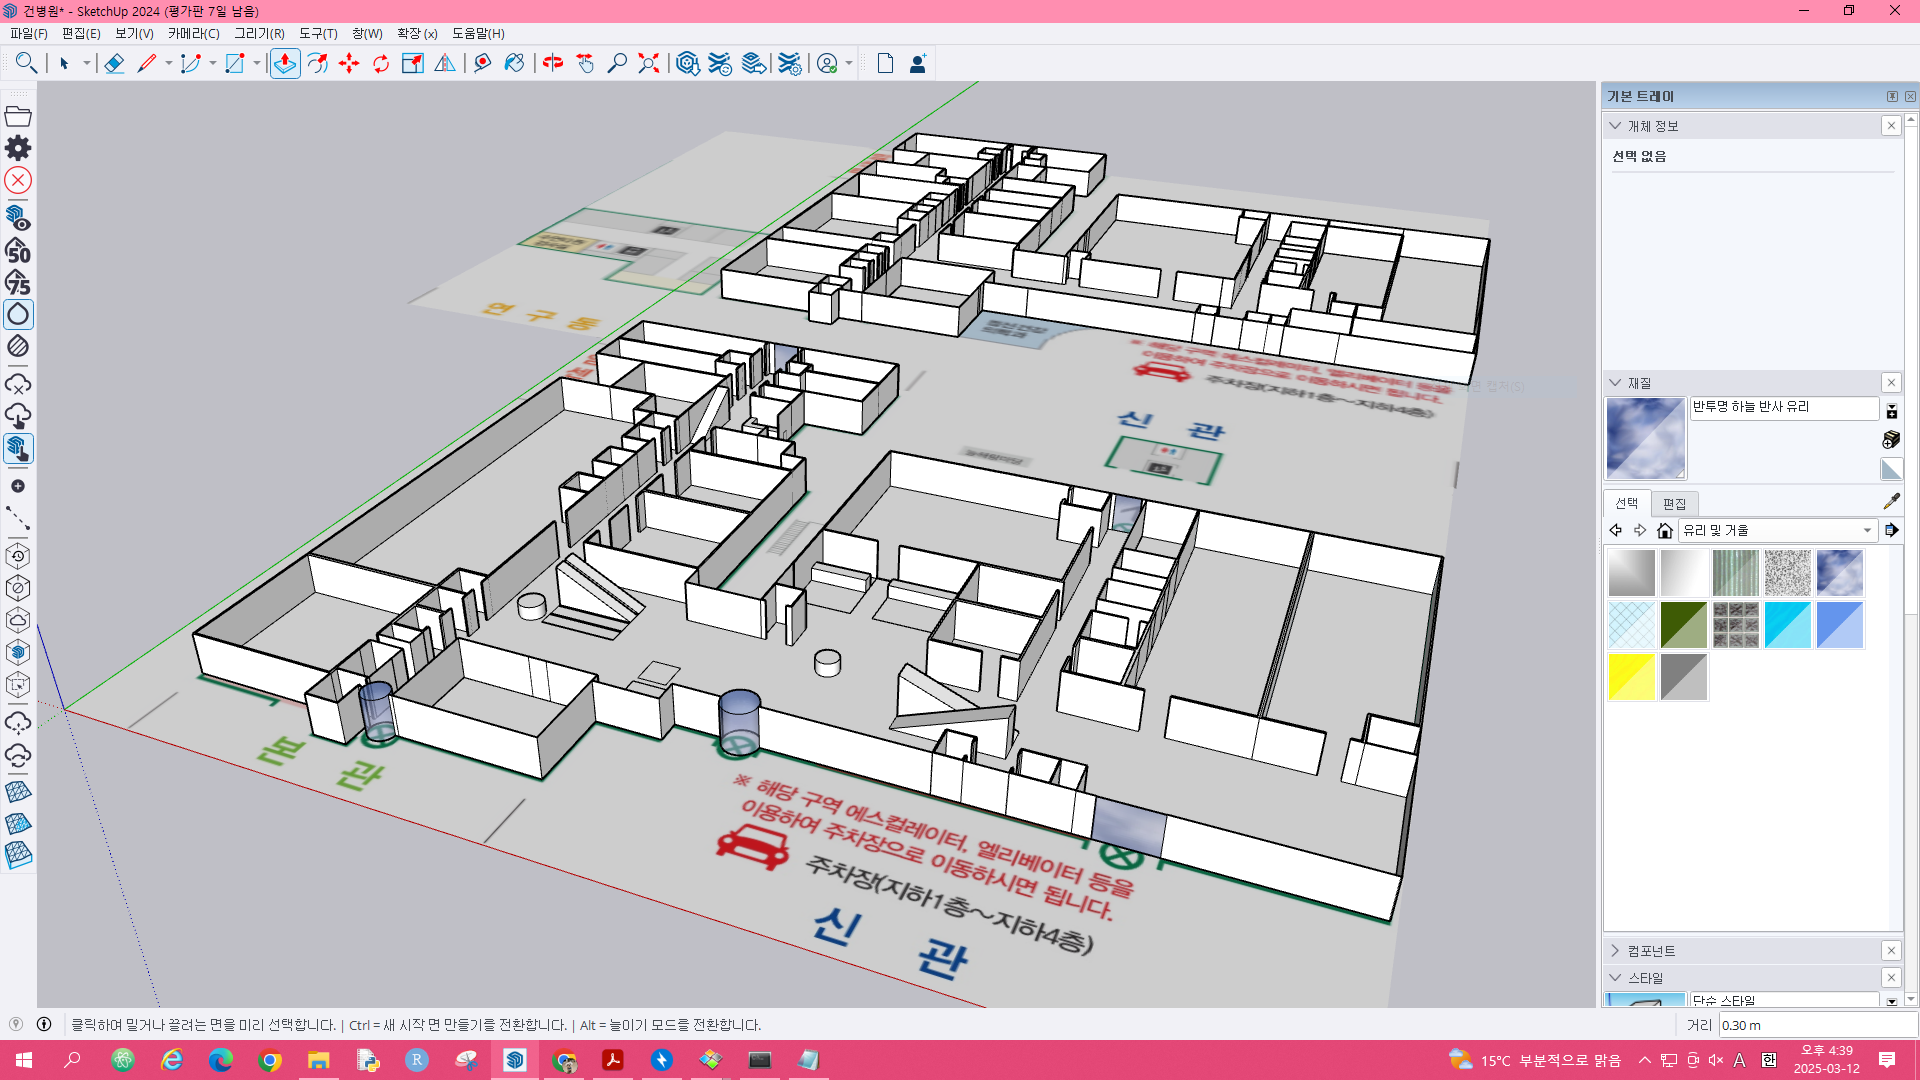 건병원* - SketchUp 2024 (평가판 7일 남음)
파일(F) 편집(E) 보기(V) 카메라(C) 그리기(R) 도구(T) 창(W) 확장 (x) 도움말(H)
50
75
기본 트레이
개체 정보
선택 없음
재질
반투명 하늘 반사 유리
선택 편집
유리 및 거울
컴포넌트
스타일
단순 스타일
연 구 동
※ 해당 구역 에스컬레이터, 엘리베이터 등을
이용하여 주차장으로 이동하시면 됩니다.
주차장(지하1층~지하4층)
신 관
본 관
※ 해당 구역 에스컬레이터, 엘리베이터 등을
이용하여 주차장으로 이동하시면 됩니다.
주차장(지하1층~지하4층)
신 관
클릭하여 밀거나 끌려는 면을 미리 선택합니다. | Ctrl = 새 시작 면 만들기를 전환합니다. | Alt = 늘이기 모드를 전환합니다.
거리 0.30 m
15°C 부분적으로 맑음
A 한
오후 4:39
2025-03-12